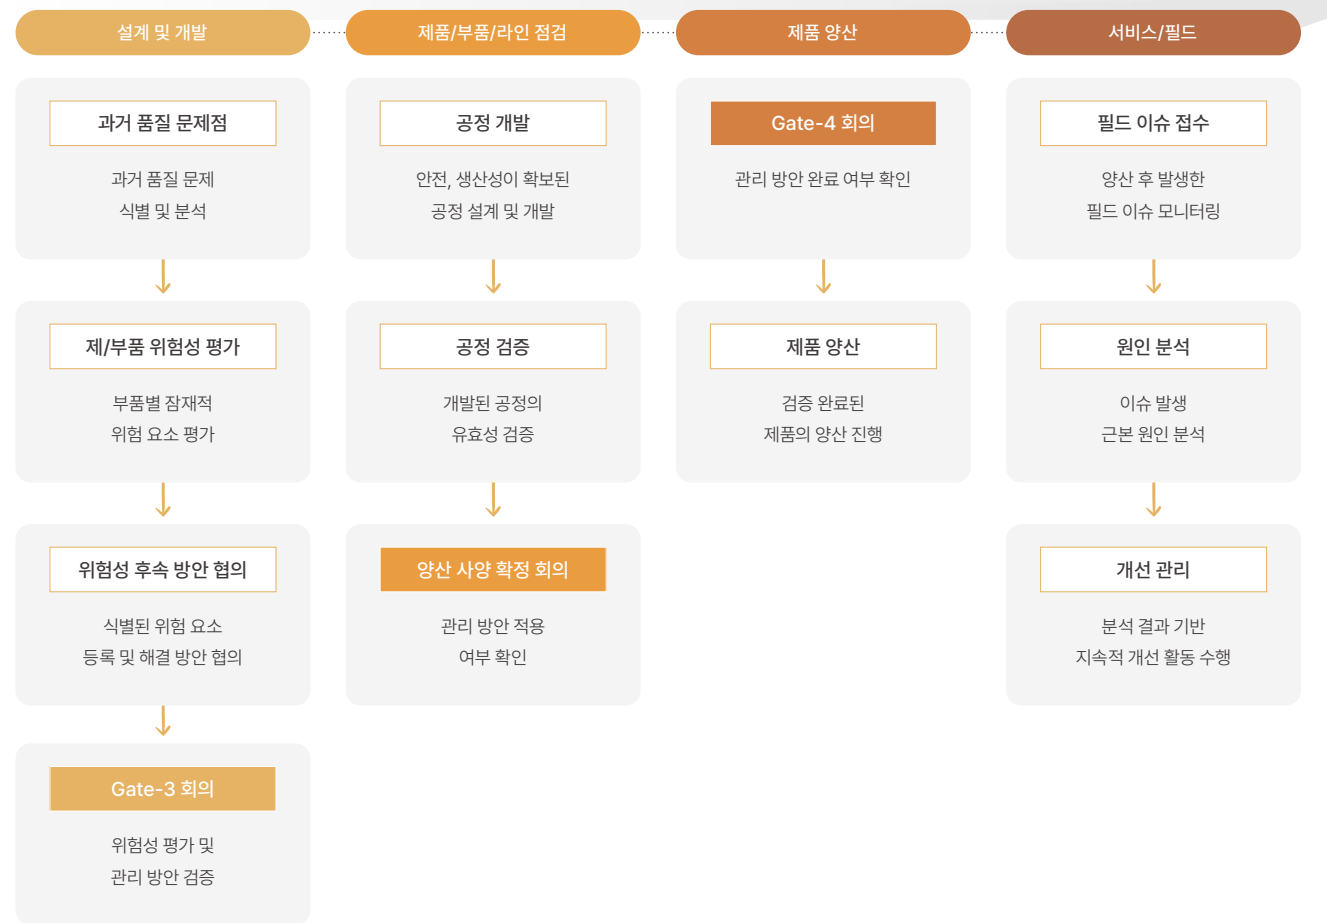 설계 및 개발
과거 품질 문제점
과거 품질 문제
식별 및 분석
제/부품 위험성 평가
부품별 잠재적
위험 요소 평가
위험성 후속 방안 협의
식별된 위험 요소
등록 및 해결 방안 협의
Gate-3 회의
위험성 평가 및
관리 방안 검증
제품/부품/라인 점검
공정 개발
안전, 생산성이 확보된
공정 설계 및 개발
공정 검증
개발된 공정의
유효성 검증
양산 사양 확정 회의
관리 방안 적용
여부 확인
제품 양산
Gate-4 회의
관리 방안 완료 여부 확인
제품 양산
검증 완료된
제품의 양산 진행
서비스/필드
필드 이슈 접수
양산 후 발생한
필드 이슈 모니터링
원인 분석
이슈 발생
근본 원인 분석
개선 관리
분석 결과 기반
지속적 개선 활동 수행